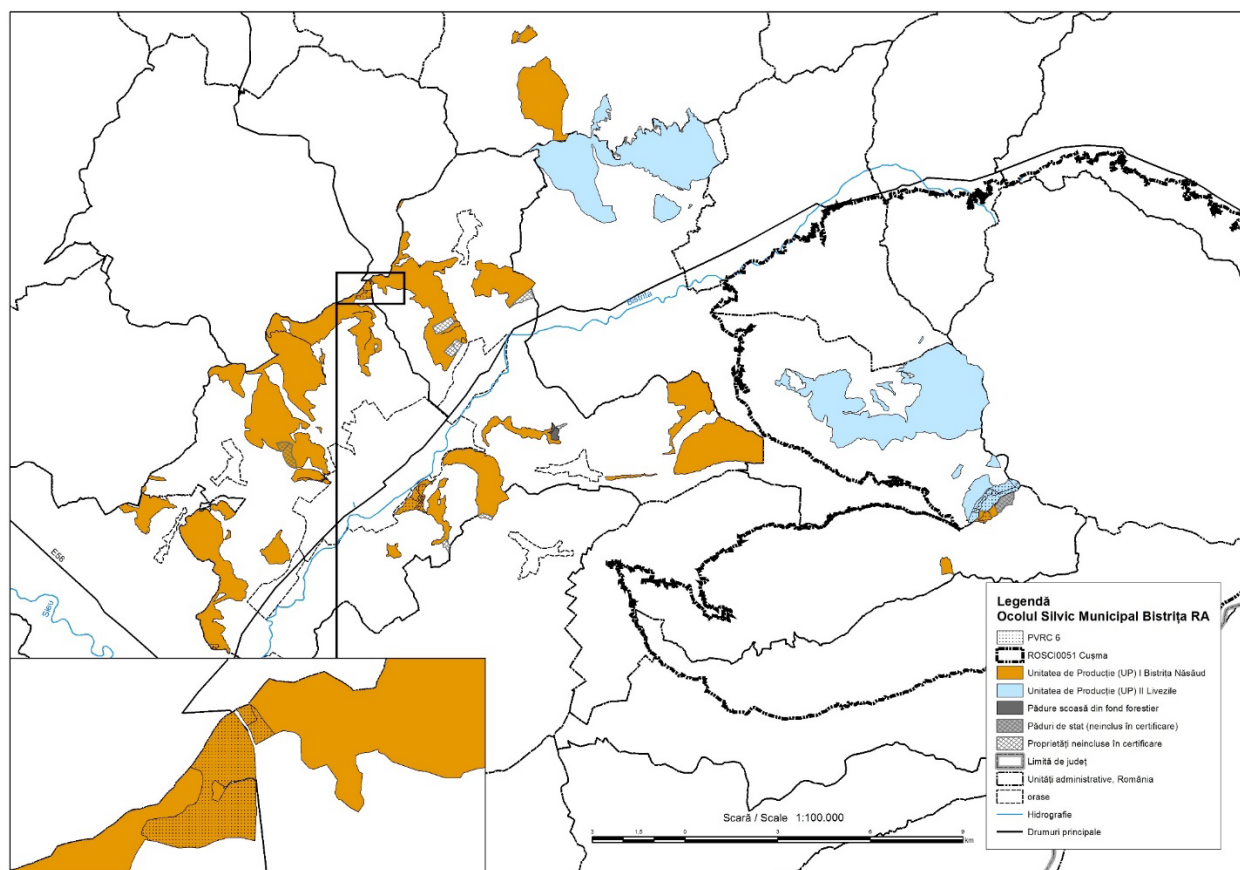 Bistrita
E58
Sieu
Legendă
Ocolul Silvic Municipal Bistrița RA
PVRC 6
ROSCI0051 Cușma
Unitatea de Producție (UP) I Bistrița Năsăud
Unitatea de Producție (UP) II Livezile
Pădure scoasă din fond forestier
Păduri de stat (neinclus în certificare)
Proprietăți neincluse în certificare
Limită de județ
Unități administrative, România
orase
Hidrografie
Drumuri principale
Scară / Scale 1:100.000
3 1,5 0 3 6 9
km